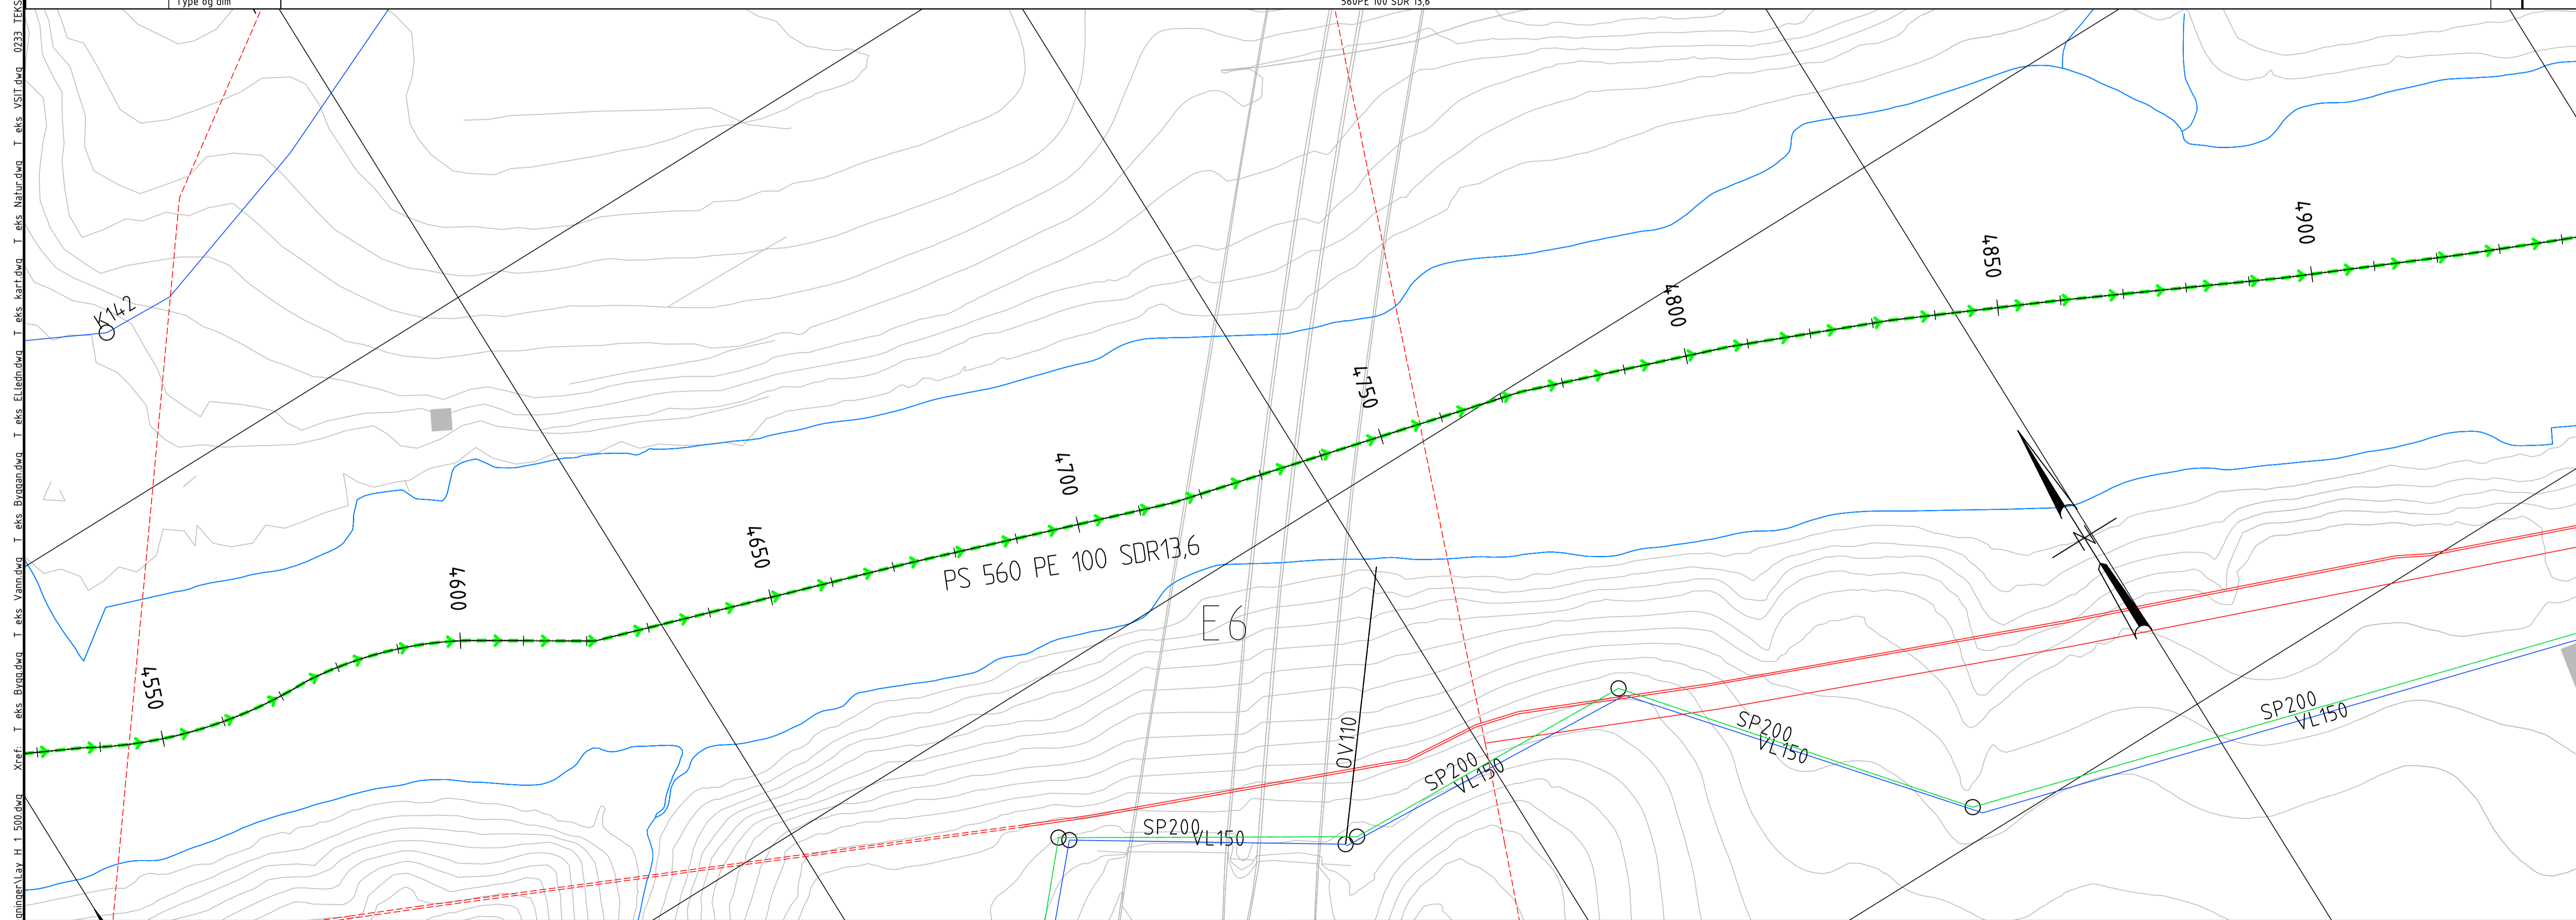 Type og dim
560PE 100 SDR 13,6
gninger\Lay H 1 500.dwg Xref: T eks Bygg.dwg T eks Vann.dwg T eks Byggan.dwg T eks Elledn.dwg T eks kart.dwg T eks Natur.dwg T eks VSIT.dwg 0233 TEKS
K142
4550
4600
4650
4700
4750
4800
4850
4900
PS 560 PE 100 SDR13,6
E6
N
OV110
SP200
VL150
SP200
VL150
SP200
VL150
SP200
VL150